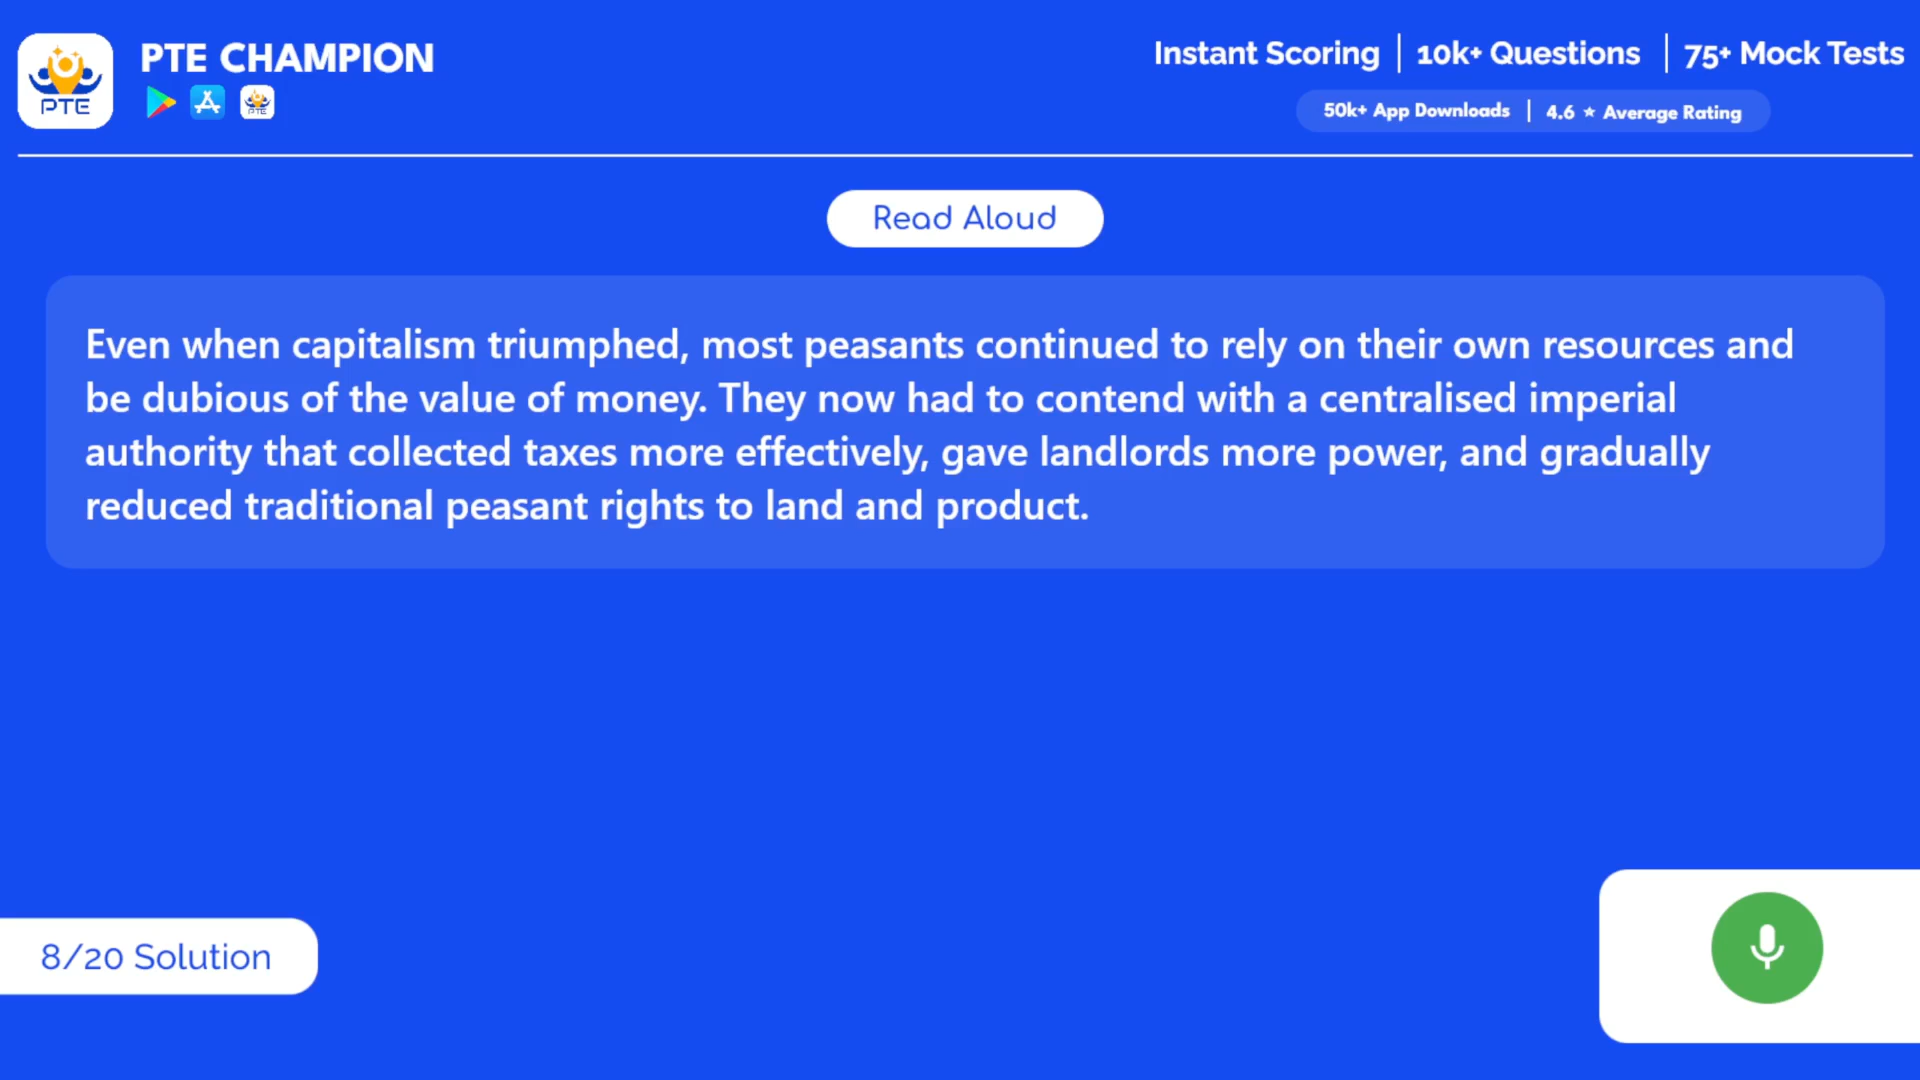 PTE CHAMPION
PTE
PTE
Instant Scoring | 10k+ Questions | 75+ Mock Tests
50k+ App Downloads | 4.6 ★ Average Rating
Read Aloud
Even when capitalism triumphed, most peasants continued to rely on their own resources and
be dubious of the value of money. They now had to contend with a centralised imperial
authority that collected taxes more effectively, gave landlords more power, and gradually
reduced traditional peasant rights to land and product.
8/20 Solution